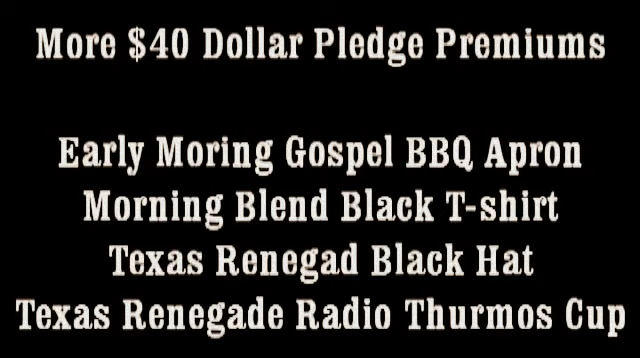 More $40 Dollar Pledge Premiums
Early Moring Gospel BBQ Apron
Morning Blend Black T-shirt
Texas Renegad Black Hat
Texas Renegade Radio Thurmos Cup